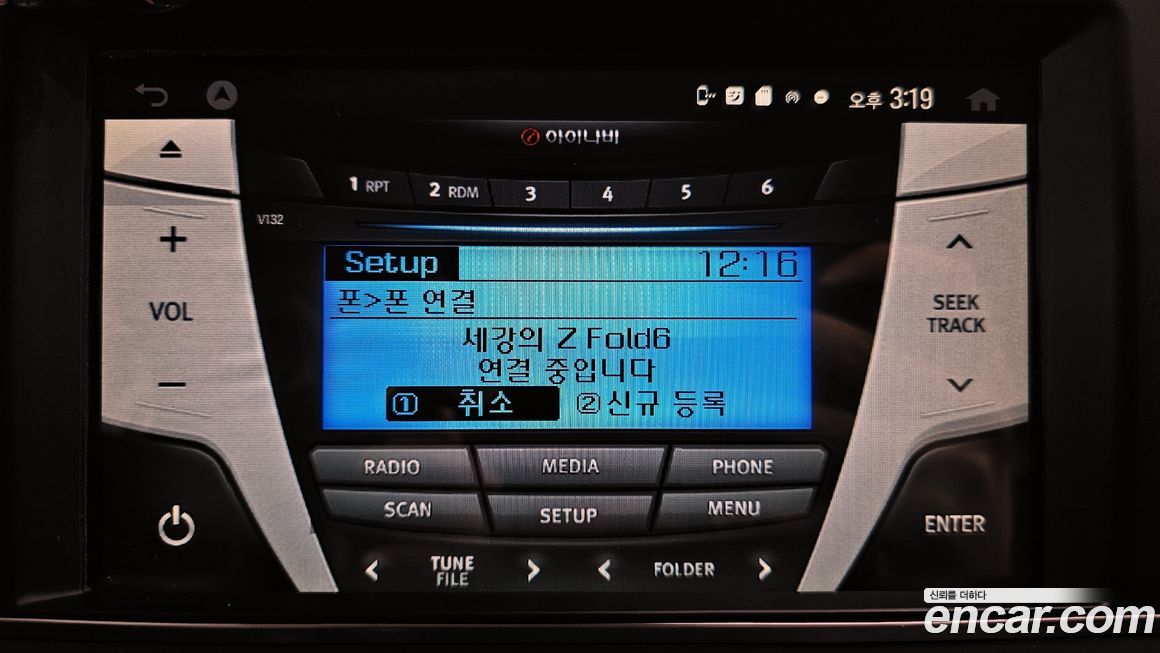 오후 3:19
아이나비
1 RPT 2 RDM 3 4 5 6
V132
Setup 12:16
폰>폰 연결
세강의 Z Fold6
연결 중입니다
① 취소 ②신규 등록
VOL
SEEK
TRACK
RADIO MEDIA PHONE
SCAN SETUP MENU
ENTER
TUNE
FILE
FOLDER
신뢰를 더하다
encar.com